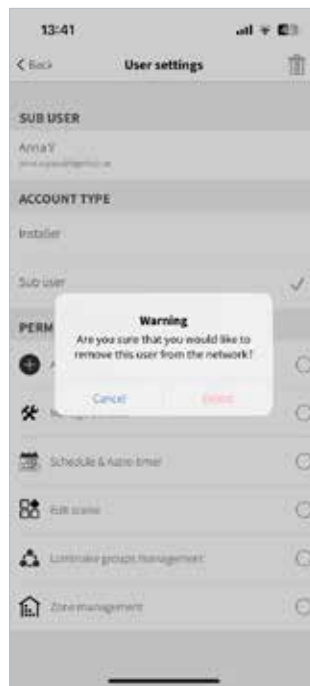 13:41
Back
User settings
SUB USER
Anna Y
ACCOUNT TYPE
Installer
Sub user
PERM
Warning
Are you sure that you would like to
remove this user from the network?
Cancel
Delete
Schedule & Astro timer
Edit scene
Luminaire groups management
Zone management